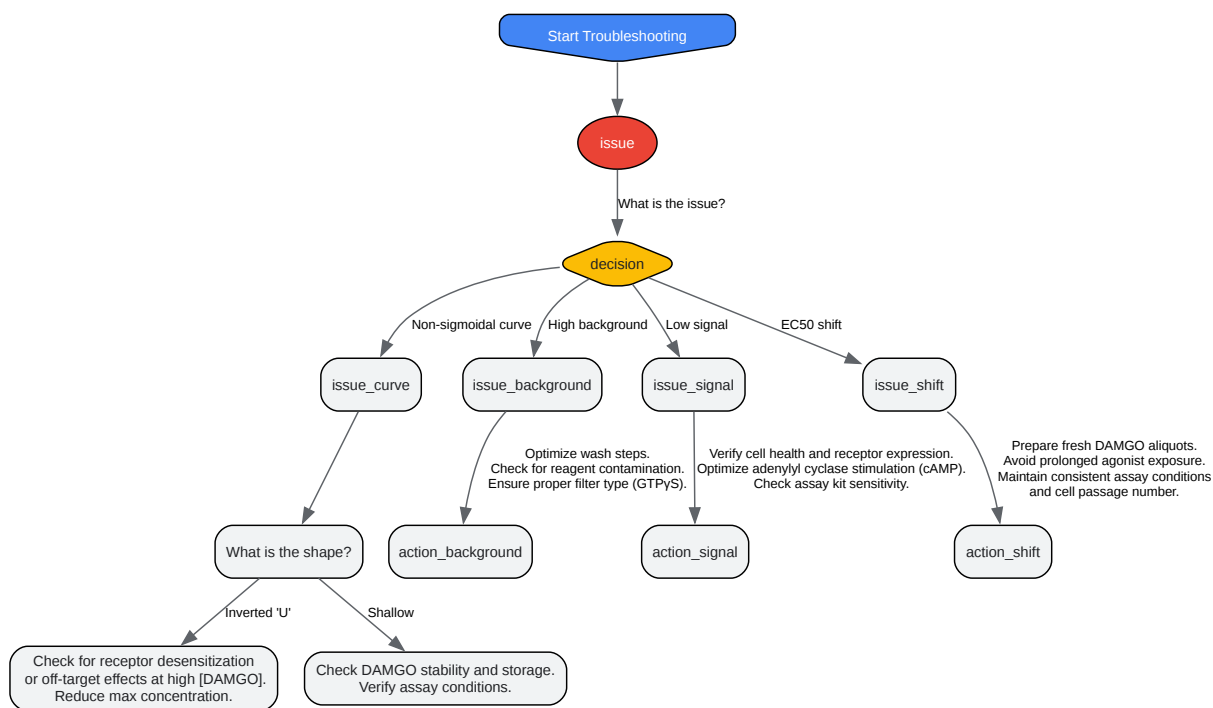 Start Troubleshooting
issue
What is the issue?
decision
Non-sigmoidal curve
High background
Low signal
EC50 shift
issue_curve
issue_background
issue_signal
issue_shift
Optimize wash steps.
Check for reagent contamination.
Ensure proper filter type (GTPγS).
Verify cell health and receptor expression.
Optimize adenylyl cyclase stimulation (cAMP).
Check assay kit sensitivity.
Prepare fresh DAMGO aliquots.
Avoid prolonged agonist exposure.
Maintain consistent assay conditions
and cell passage number.
What is the shape?
action_background
action_signal
action_shift
Inverted 'U'
Shallow
Check for receptor desensitization
or off-target effects at high [DAMGO].
Reduce max concentration.
Check DAMGO stability and storage.
Verify assay conditions.